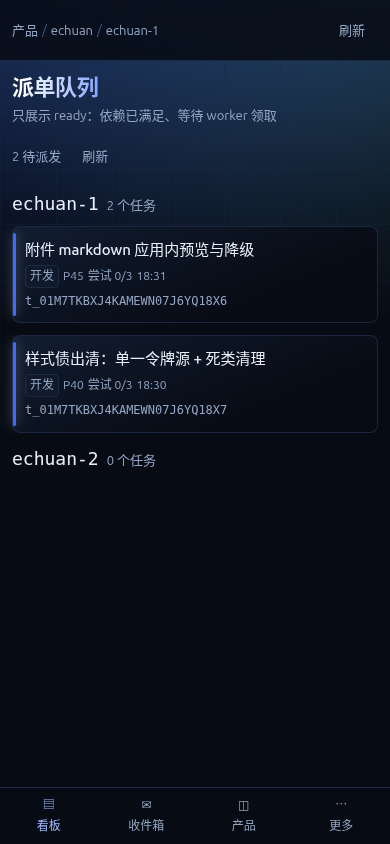 产品 / echuan / echuan-1 刷新
派单队列
只展示 ready：依赖已满足、等待 worker 领取
2 待派发 刷新
echuan-1 2 个任务
附件 markdown 应用内预览与降级
开发 P45 尝试 0/3 18:31
t_01M7TKBXJ4KAMEWN07J6YQ18X6
样式债出清：单一令牌源 + 死类清理
开发 P40 尝试 0/3 18:30
t_01M7TKBXJ4KAMEWN07J6YQ18X7
echuan-2 0 个任务
看板 收件箱 产品 更多